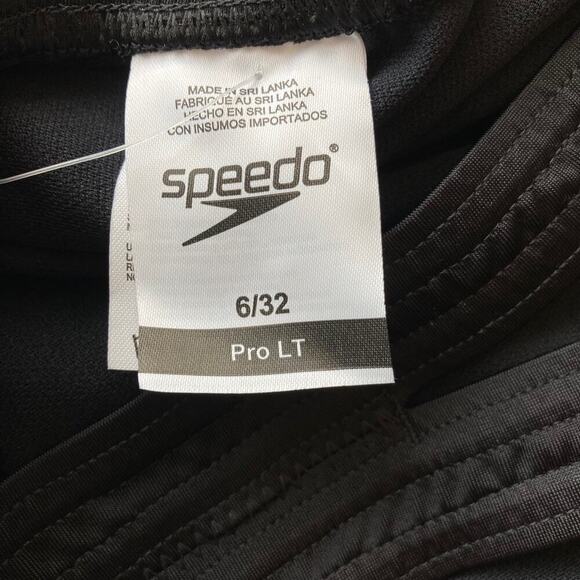 MADE IN SRI LANKA
FABRIQUÉ AU SRI LANKA
HECHO EN SRI LANKA
CON INSUMOS IMPORTADOS
speedo®
6/32
Pro LT